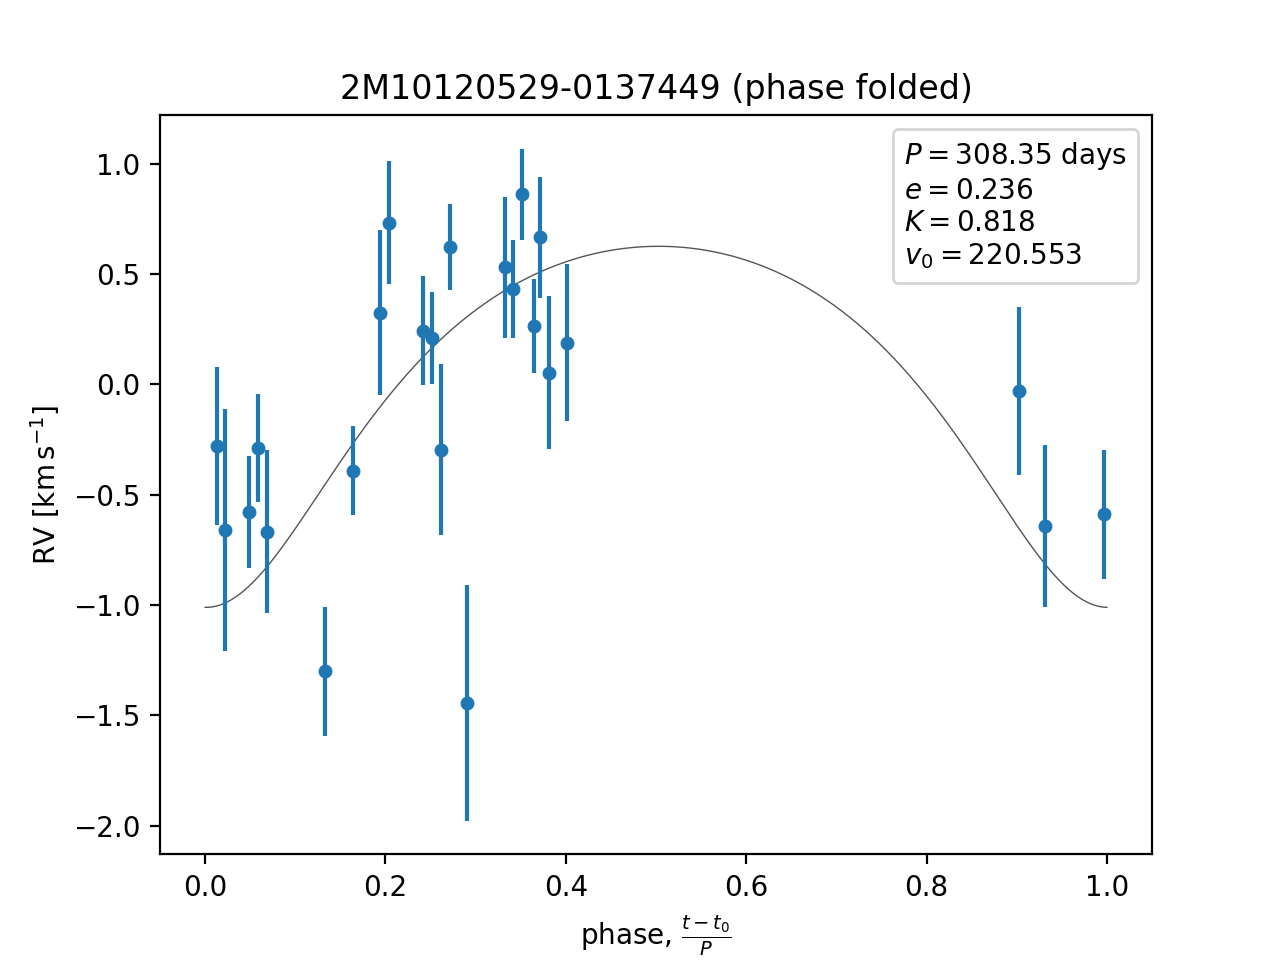 2M10120529-0137449 (phase folded)
P = 308.35 days
e = 0.236
K = 0.818
v₀ = 220.553
1.0
0.5
0.0
−0.5
−1.0
−1.5
−2.0
RV [km s⁻¹]
0.0 0.2 0.4 0.6 0.8 1.0
phase, (t − t₀)/P